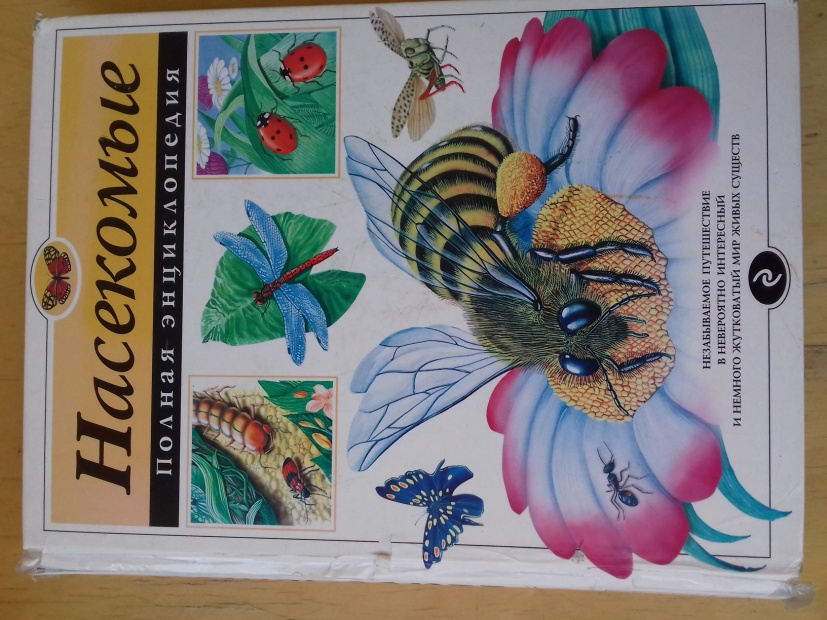 Насекомые
Полная энциклопедия
НЕЗАБЫВАЕМОЕ ПУТЕШЕСТВИЕ
В НЕВЕРОЯТНО ИНТЕРЕСНЫЙ
И НЕМНОГО ЖУТКОВАТЫЙ МИР ЖИВЫХ СУЩЕСТВ